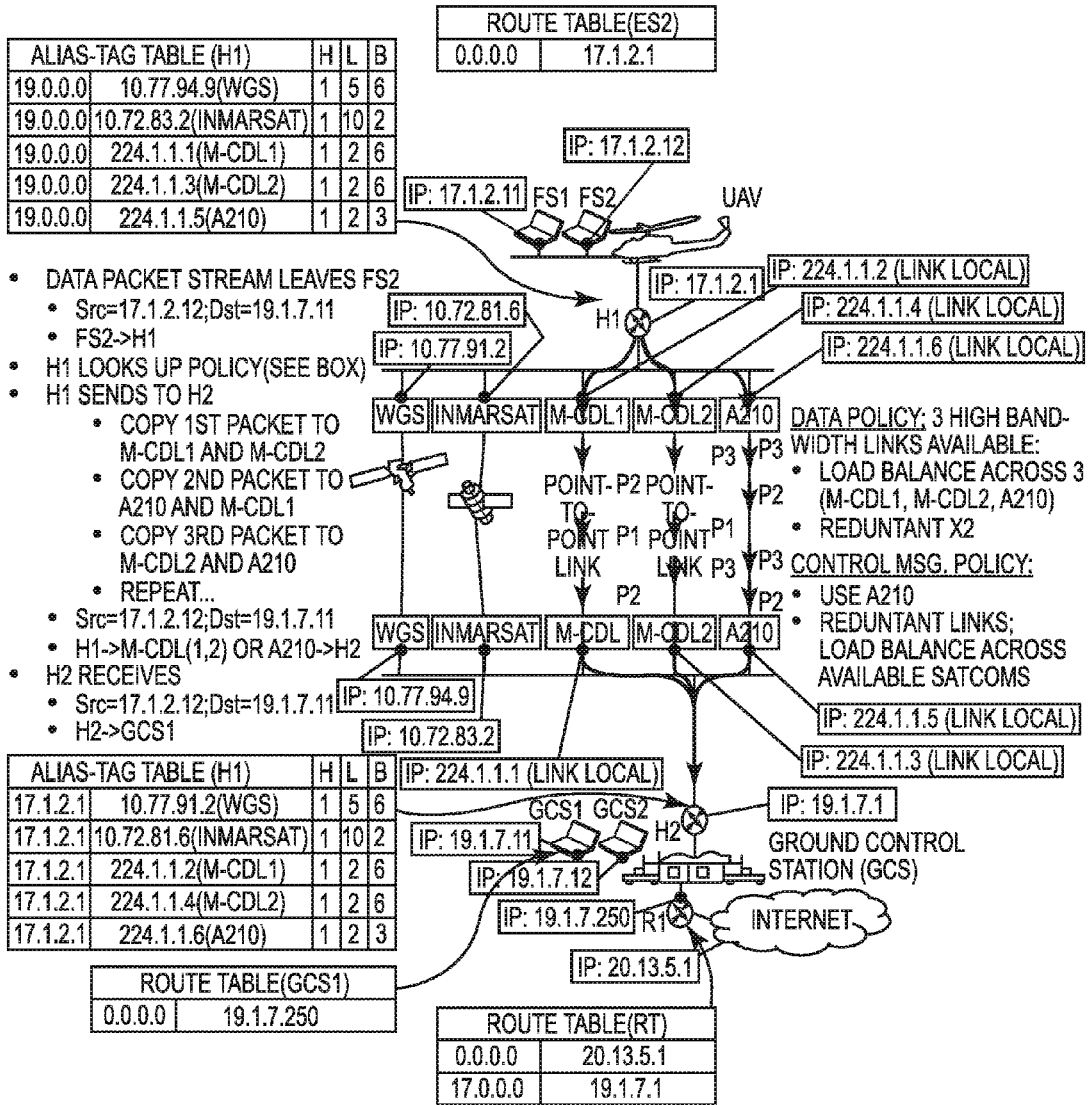 ROUTE TABLE(ES2)
0.0.0.0 17.1.2.1
ALIAS-TAG TABLE (H1) H L B
19.0.0.0 10.77.94.9(WGS) 1 5 6
19.0.0.0 10.72.83.2(INMARSAT) 1 10 2
19.0.0.0 224.1.1.1(M-CDL1) 1 2 6
19.0.0.0 224.1.1.3(M-CDL2) 1 2 6
19.0.0.0 224.1.1.5(A210) 1 2 3
IP: 17.1.2.12
IP: 17.1.2.11
FS1 FS2
UAV
• DATA PACKET STREAM LEAVES FS2
• Src=17.1.2.12;Dst=19.1.7.11
• FS2->H1
• H1 LOOKS UP POLICY(SEE BOX)
• H1 SENDS TO H2
• COPY 1ST PACKET TO
M-CDL1 AND M-CDL2
• COPY 2ND PACKET TO
A210 AND M-CDL1
• COPY 3RD PACKET TO
M-CDL2 AND A210
• REPEAT...
• Src=17.1.2.12;Dst=19.1.7.11
• H1->M-CDL(1,2) OR A210->H2
• H2 RECEIVES
• Src=17.1.2.12;Dst=19.1.7.11
• H2->GCS1
IP: 17.1.2.1
IP: 224.1.1.2 (LINK LOCAL)
IP: 224.1.1.4 (LINK LOCAL)
IP: 224.1.1.6 (LINK LOCAL)
H1
IP: 10.72.81.6
IP: 10.77.91.2
WGS INMARSAT M-CDL1 M-CDL2 A210
P3 P3
POINT- P2 POINT- P2
TO- TO-
POINT P1 POINT P1
LINK LINK P3 P3
P2 P2
DATA POLICY: 3 HIGH BAND-
WIDTH LINKS AVAILABLE:
• LOAD BALANCE ACROSS 3
(M-CDL1, M-CDL2, A210)
• REDUNTANT X2
CONTROL MSG. POLICY:
• USE A210
• REDUNTANT LINKS;
LOAD BALANCE ACROSS
AVAILABLE SATCOMS
WGS INMARSAT M-CDL M-CDL2 A210
IP: 10.77.94.9
IP: 10.72.83.2
IP: 224.1.1.5 (LINK LOCAL)
IP: 224.1.1.3 (LINK LOCAL)
IP: 224.1.1.1 (LINK LOCAL)
ALIAS-TAG TABLE (H1) H L B
17.1.2.1 10.77.91.2(WGS) 1 5 6
17.1.2.1 10.72.81.6(INMARSAT) 1 10 2
17.1.2.1 224.1.1.2(M-CDL1) 1 2 6
17.1.2.1 224.1.1.4(M-CDL2) 1 2 6
17.1.2.1 224.1.1.6(A210) 1 2 3
GCS1 GCS2
H2
IP: 19.1.7.1
IP: 19.1.7.11
IP: 19.1.7.12
GROUND CONTROL
STATION (GCS)
IP: 19.1.7.250
R1
INTERNET
IP: 20.13.5.1
ROUTE TABLE(GCS1)
0.0.0.0 19.1.7.250
ROUTE TABLE(RT)
0.0.0.0 20.13.5.1
17.0.0.0 19.1.7.1